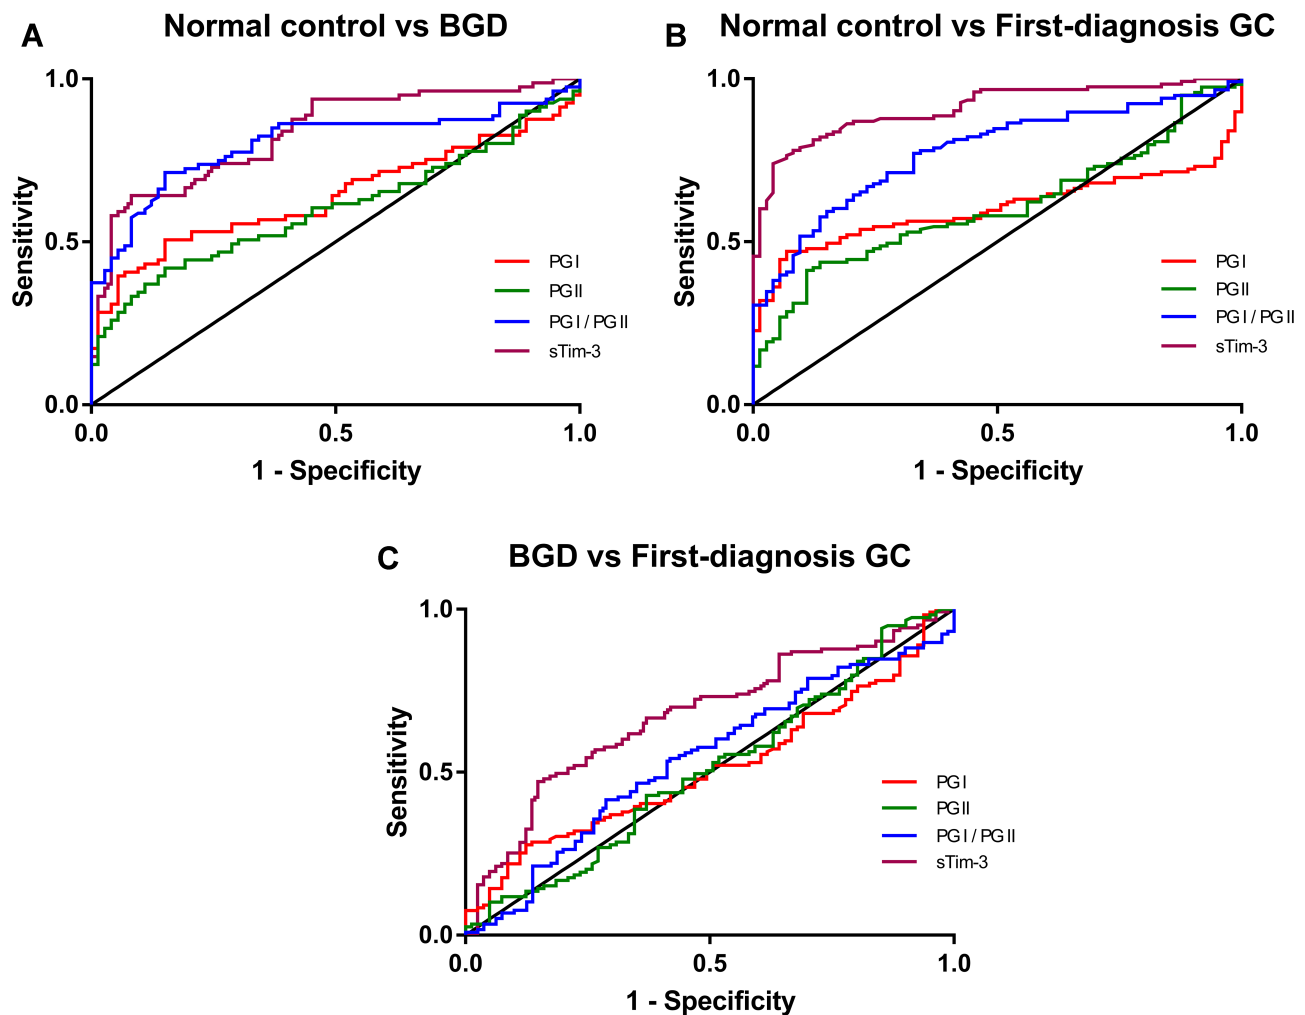 A
Normal control vs BGD
1.0
0.5
0.0
Sensitivity
0.0 0.5 1.0
1 - Specificity
PG I
PG II
PG I / PG II
sTim-3
B
Normal control vs First-diagnosis GC
1.0
0.5
0.0
Sensitivity
0.0 0.5 1.0
1 - Specificity
PG I
PG II
PG I / PG II
sTim-3
C
BGD vs First-diagnosis GC
1.0
0.5
0.0
Sensitivity
0.0 0.5 1.0
1 - Specificity
PG I
PG II
PG I / PG II
sTim-3